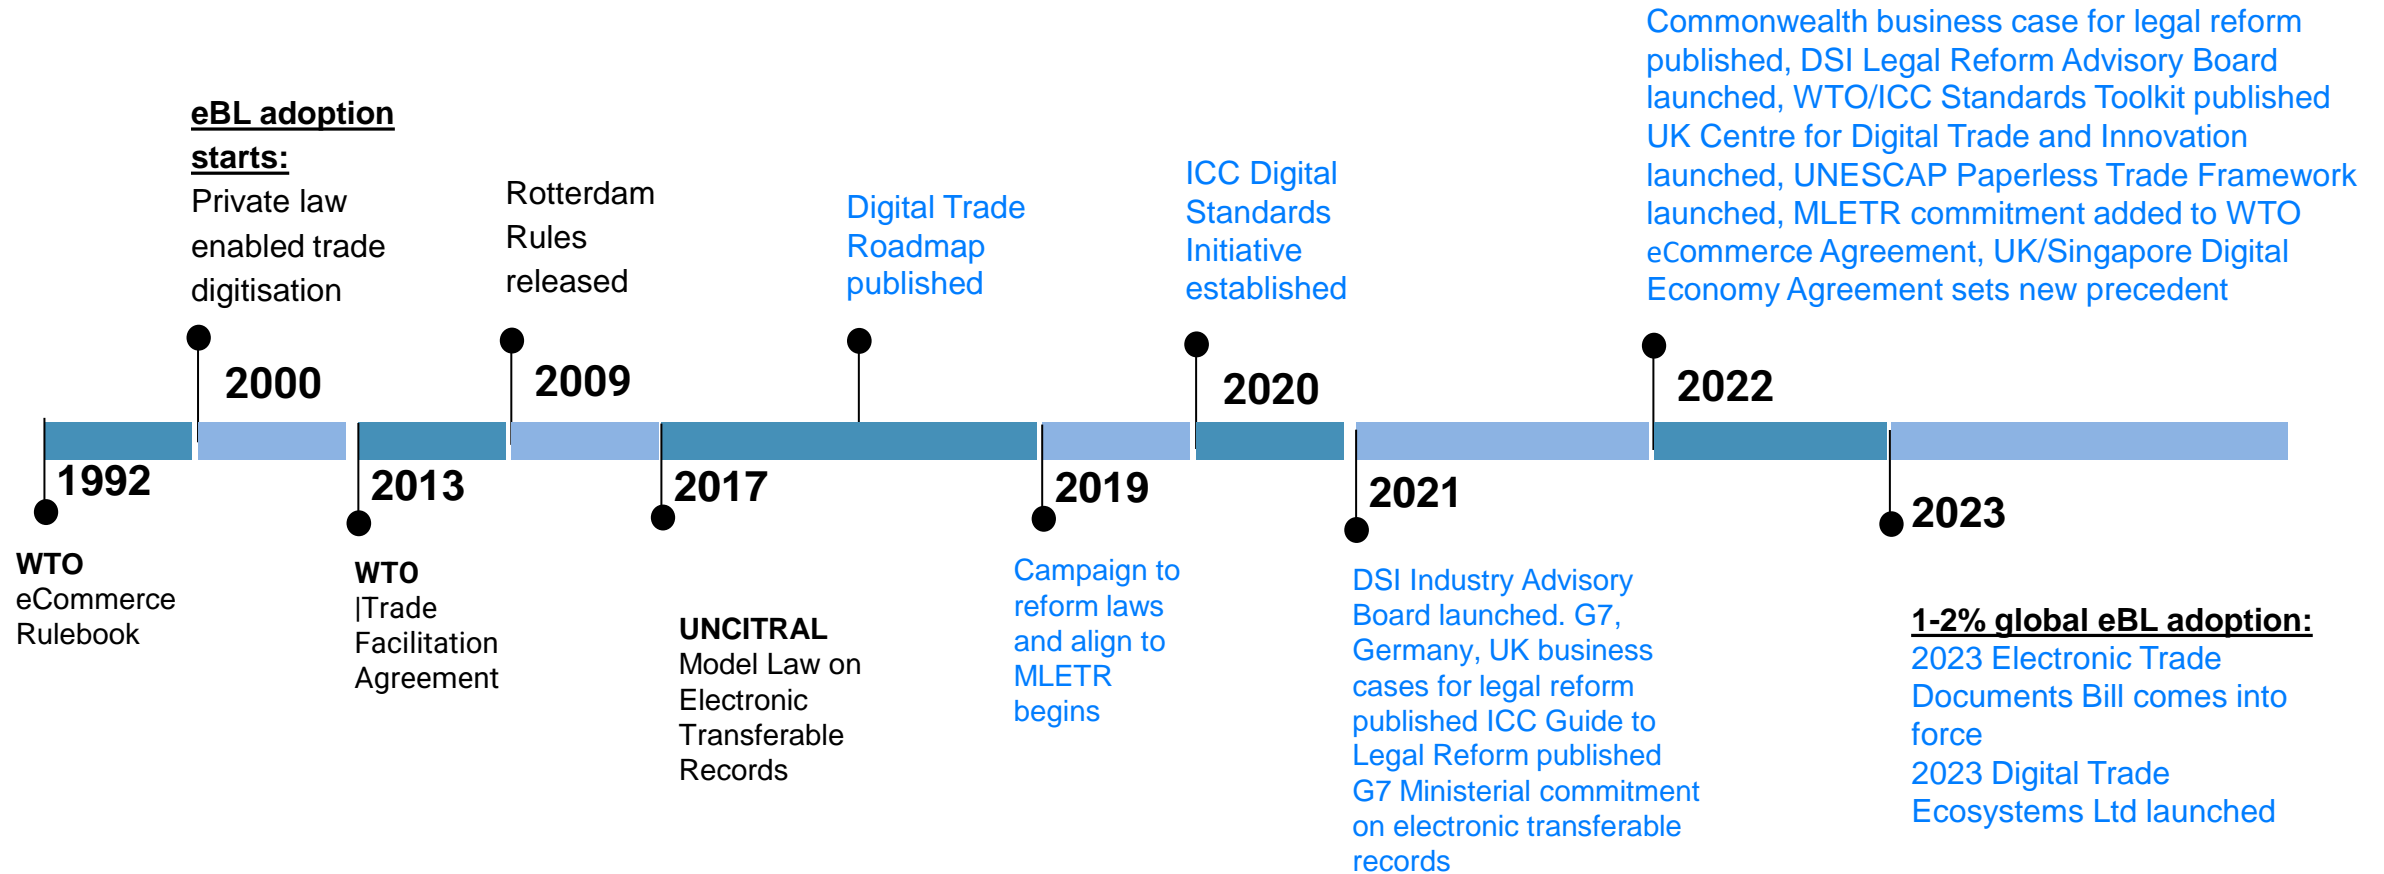 Commonwealth business case for legal reform
published, DSI Legal Reform Advisory Board
launched, WTO/ICC Standards Toolkit published
UK Centre for Digital Trade and Innovation
launched, UNESCAP Paperless Trade Framework
launched, MLETR commitment added to WTO
eCommerce Agreement, UK/Singapore Digital
Economy Agreement sets new precedent
eBL adoption
starts:
Private law
enabled trade
digitisation
Rotterdam
Rules
released
Digital Trade
Roadmap
published
ICC Digital
Standards
Initiative
established
2000
2009
2020
2022
1992
2013
2017
2019
2021
2023
WTO
eCommerce
Rulebook
WTO
|Trade
Facilitation
Agreement
UNCITRAL
Model Law on
Electronic
Transferable
Records
Campaign to
reform laws
and align to
MLETR
begins
DSI Industry Advisory
Board launched. G7,
Germany, UK business
cases for legal reform
published ICC Guide to
Legal Reform published
G7 Ministerial commitment
on electronic transferable
records
1-2% global eBL adoption:
2023 Electronic Trade
Documents Bill comes into
force
2023 Digital Trade
Ecosystems Ltd launched